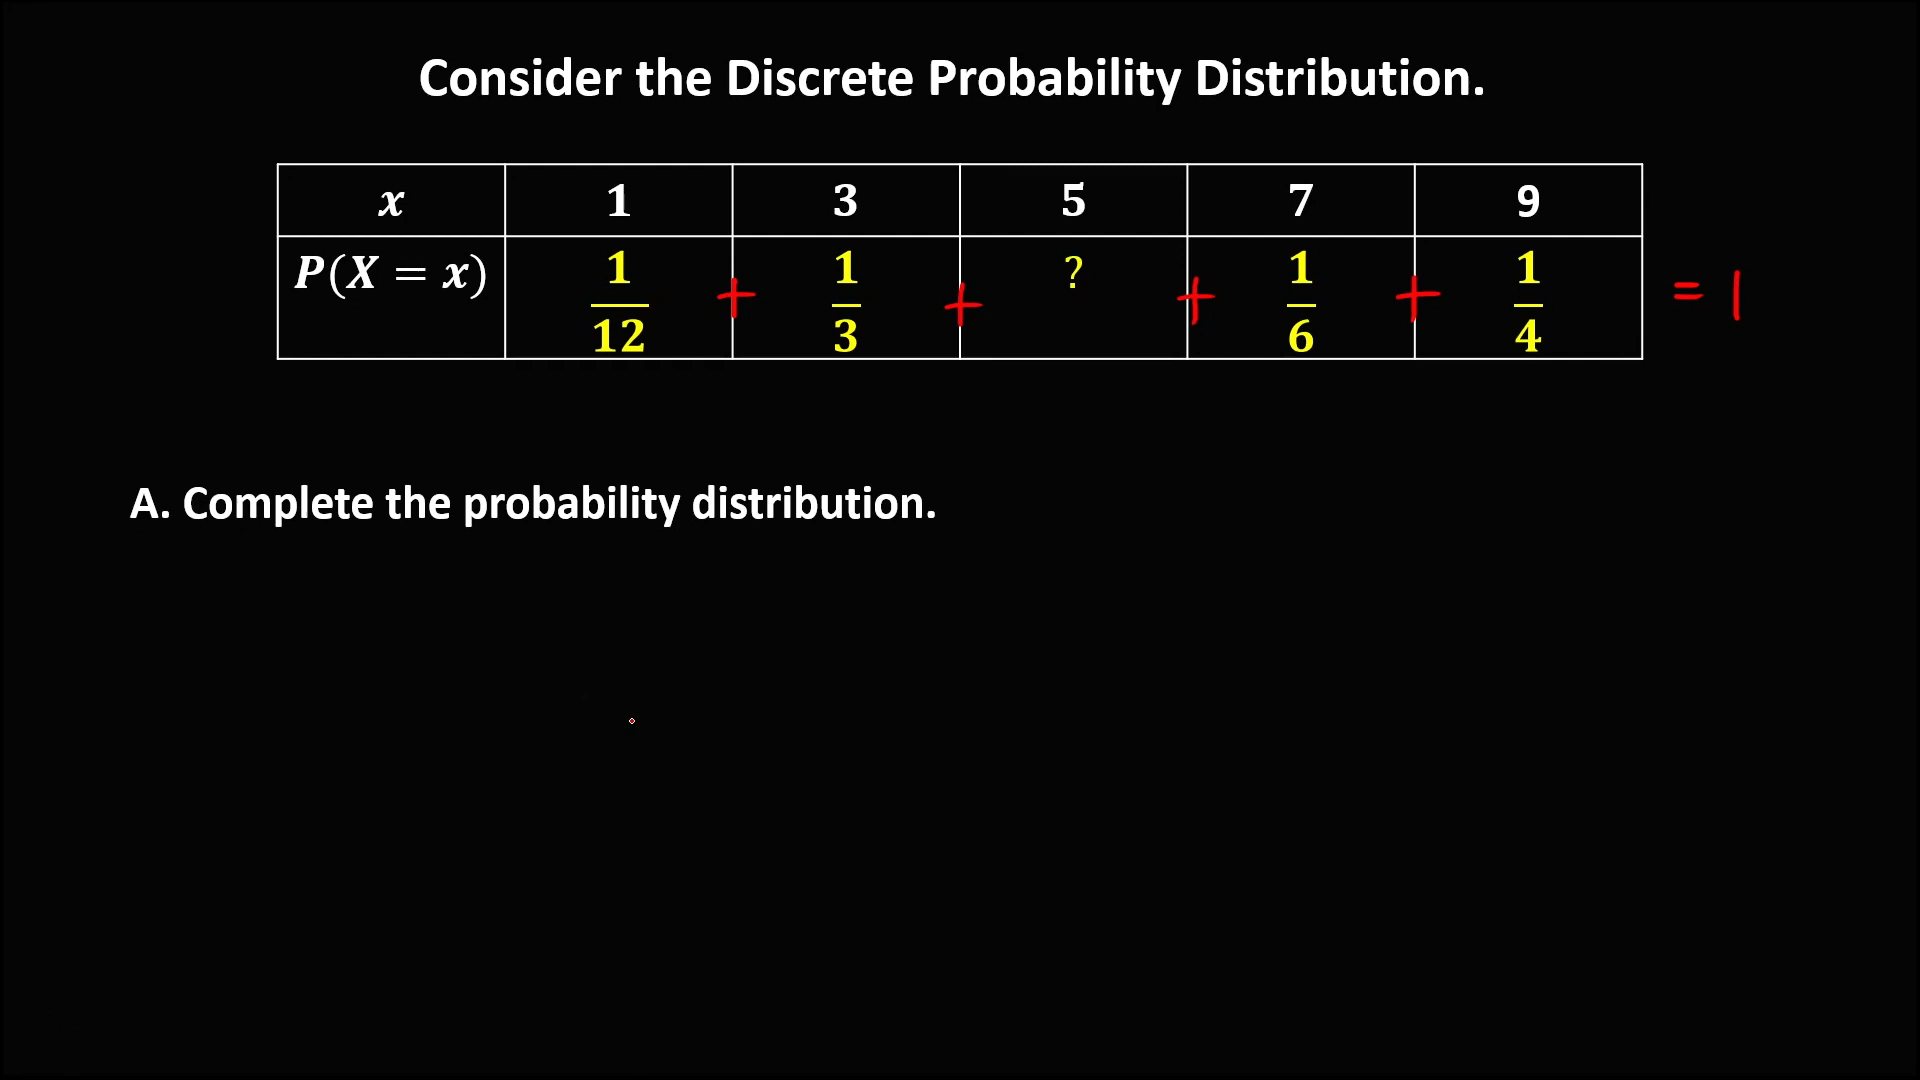 Consider the Discrete Probability Distribution.
x 1 3 5 7 9
P(X = x) 1/12 + 1/3 + ? + 1/6 + 1/4 = 1
A. Complete the probability distribution.